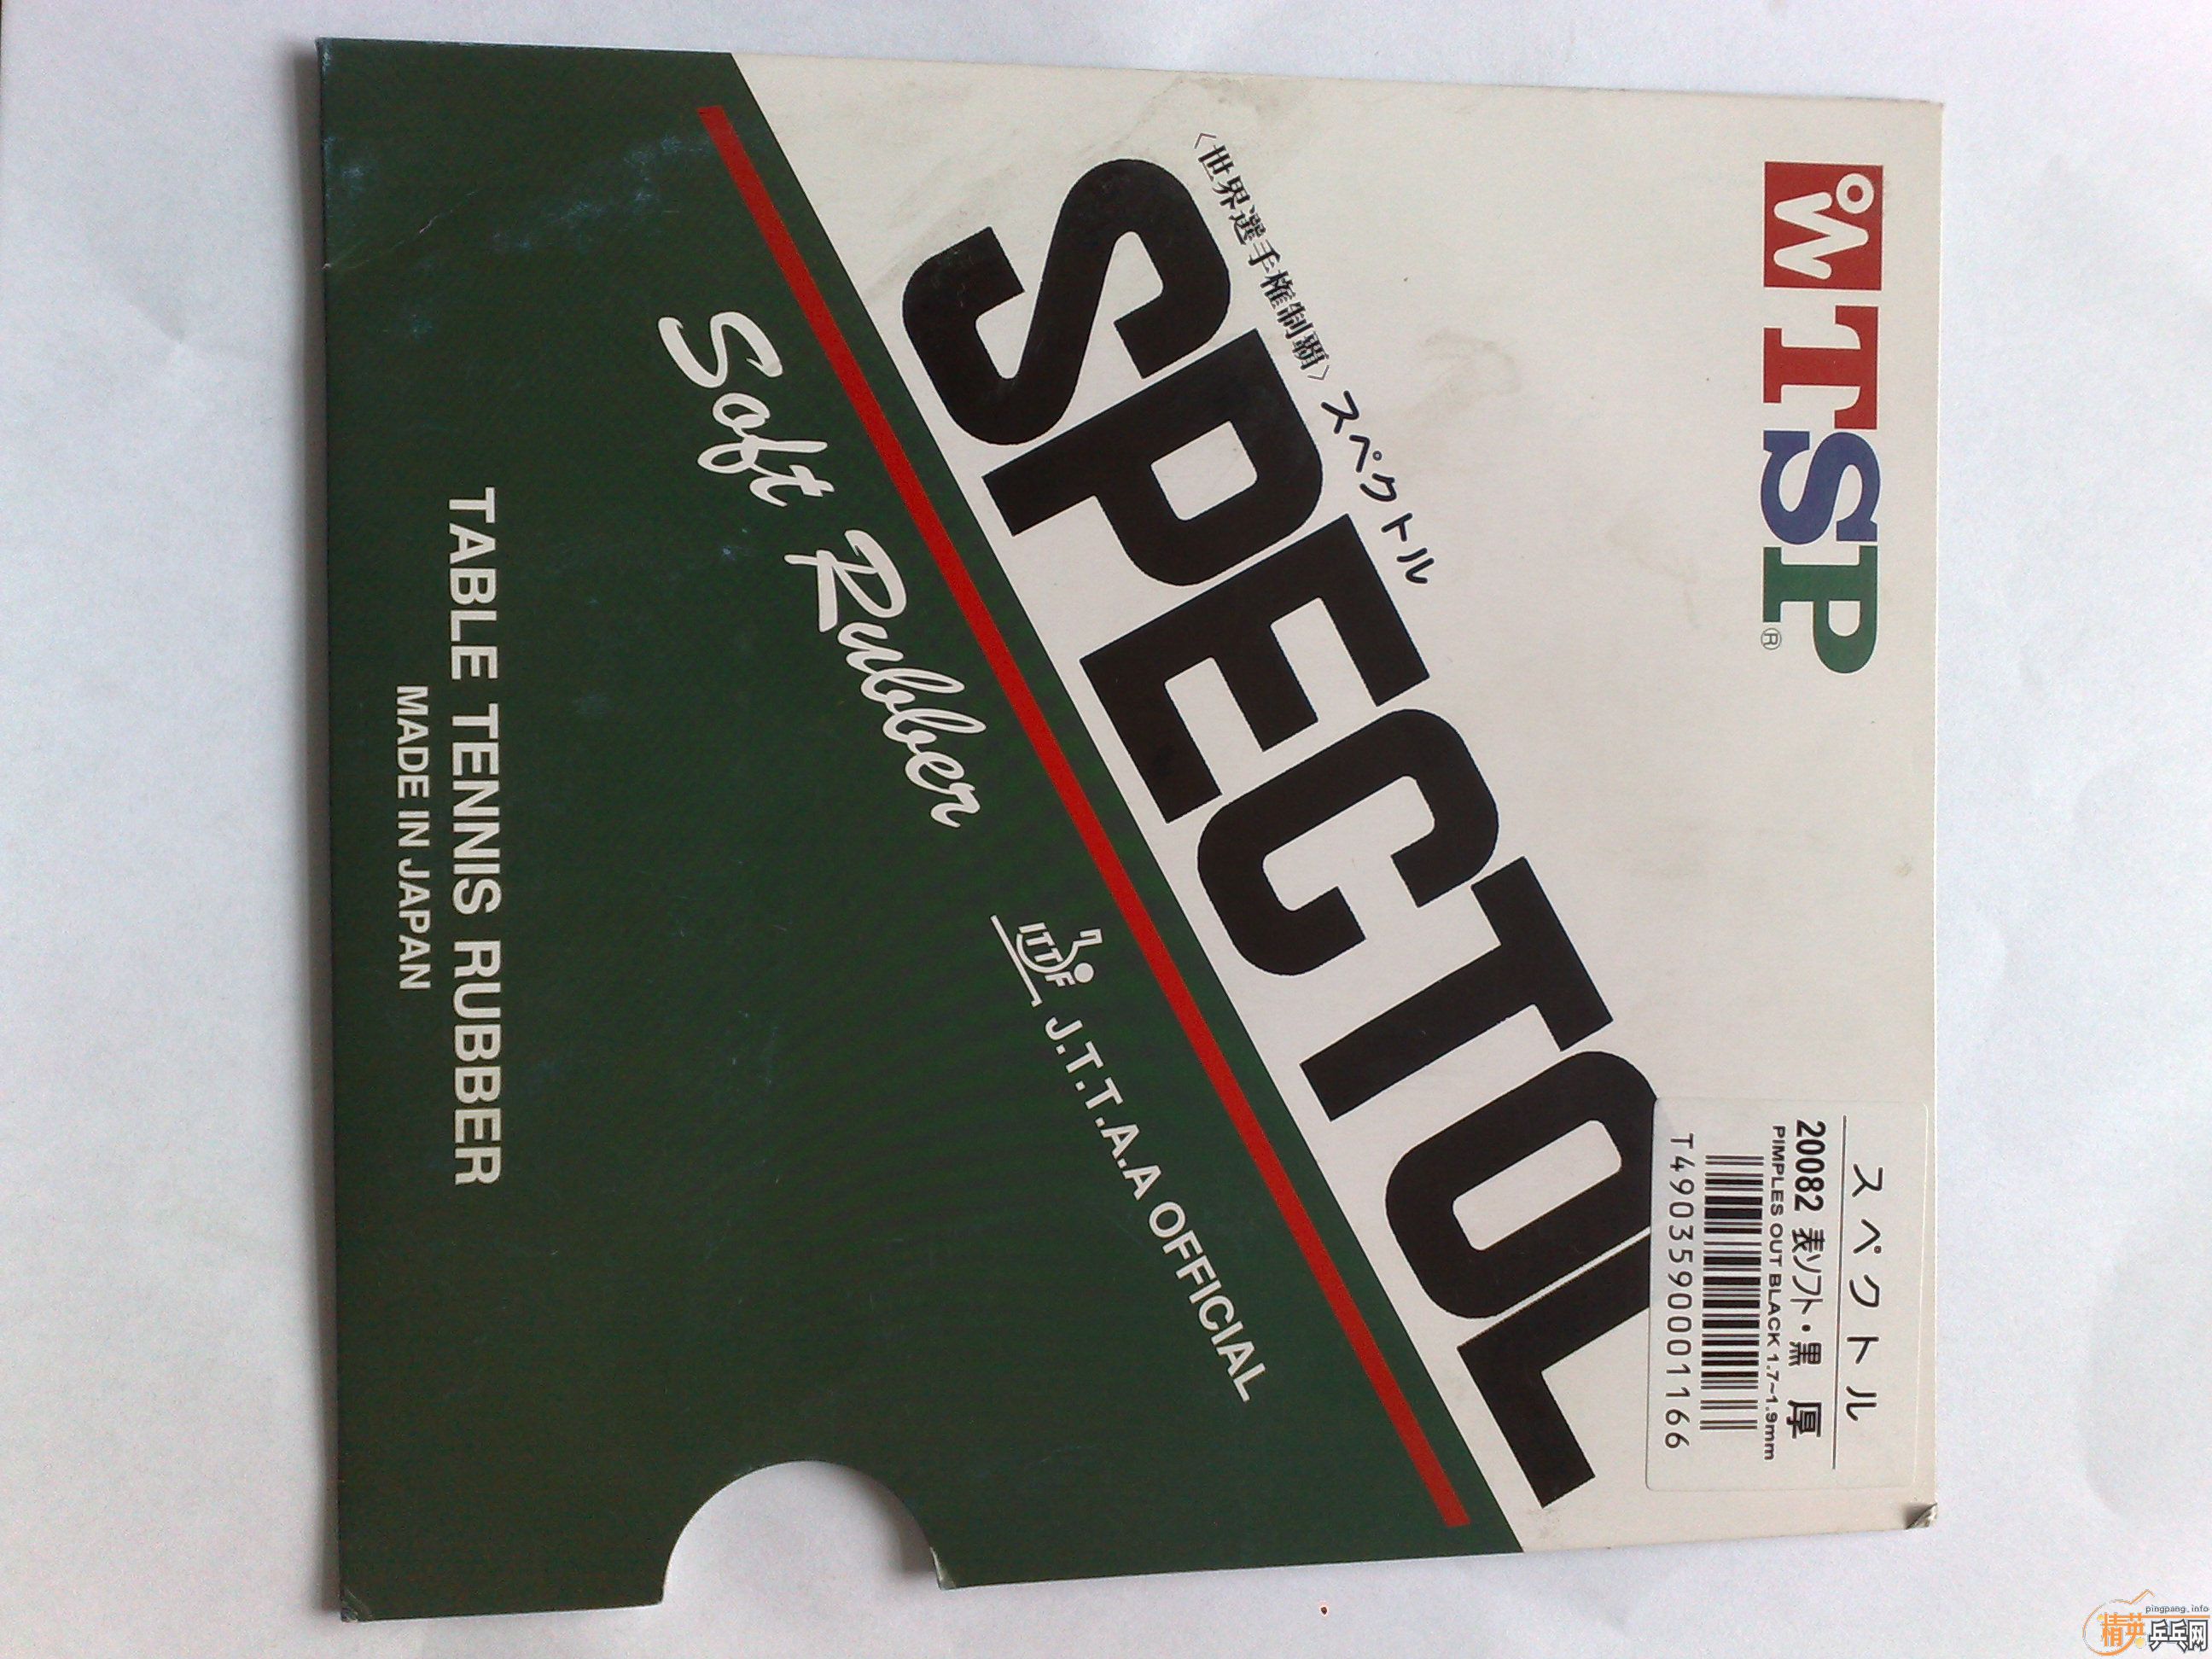 TSP®
〈世界選手権制覇〉スペクトル
SPECTOL
Soft Rubber
ITTF J.T.T.A.A OFFICIAL
TABLE TENNIS RUBBER
MADE IN JAPAN
スペクトル
20082 表ソフト・黒 厚
PIMPLES OUT BLACK 1.7~1.9mm
T4903590001166
pingpang.info
精英乒乓网